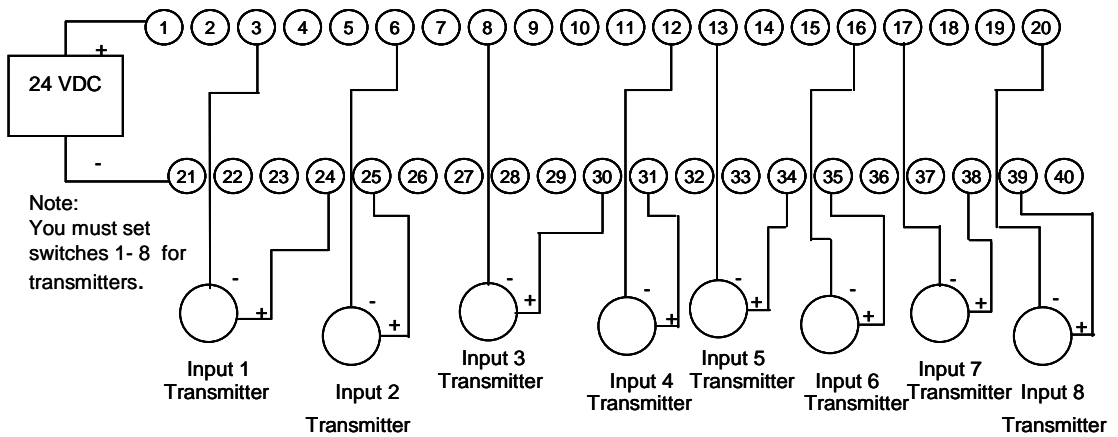 1 2 3 4 5 6 7 8 9 10 11 12 13 14 15 16 17 18 19 20
+
24 VDC
-
21 22 23 24 25 26 27 28 29 30 31 32 33 34 35 36 37 38 39 40
Note:
You must set
switches 1- 8 for
transmitters.
- + - + - + - + - + - + - + - +
Input 1
Transmitter
Input 2
Transmitter
Input 3
Transmitter
Input 4
Transmitter
Input 5
Transmitter
Input 6
Transmitter
Input 7
Transmitter
Input 8
Transmitter